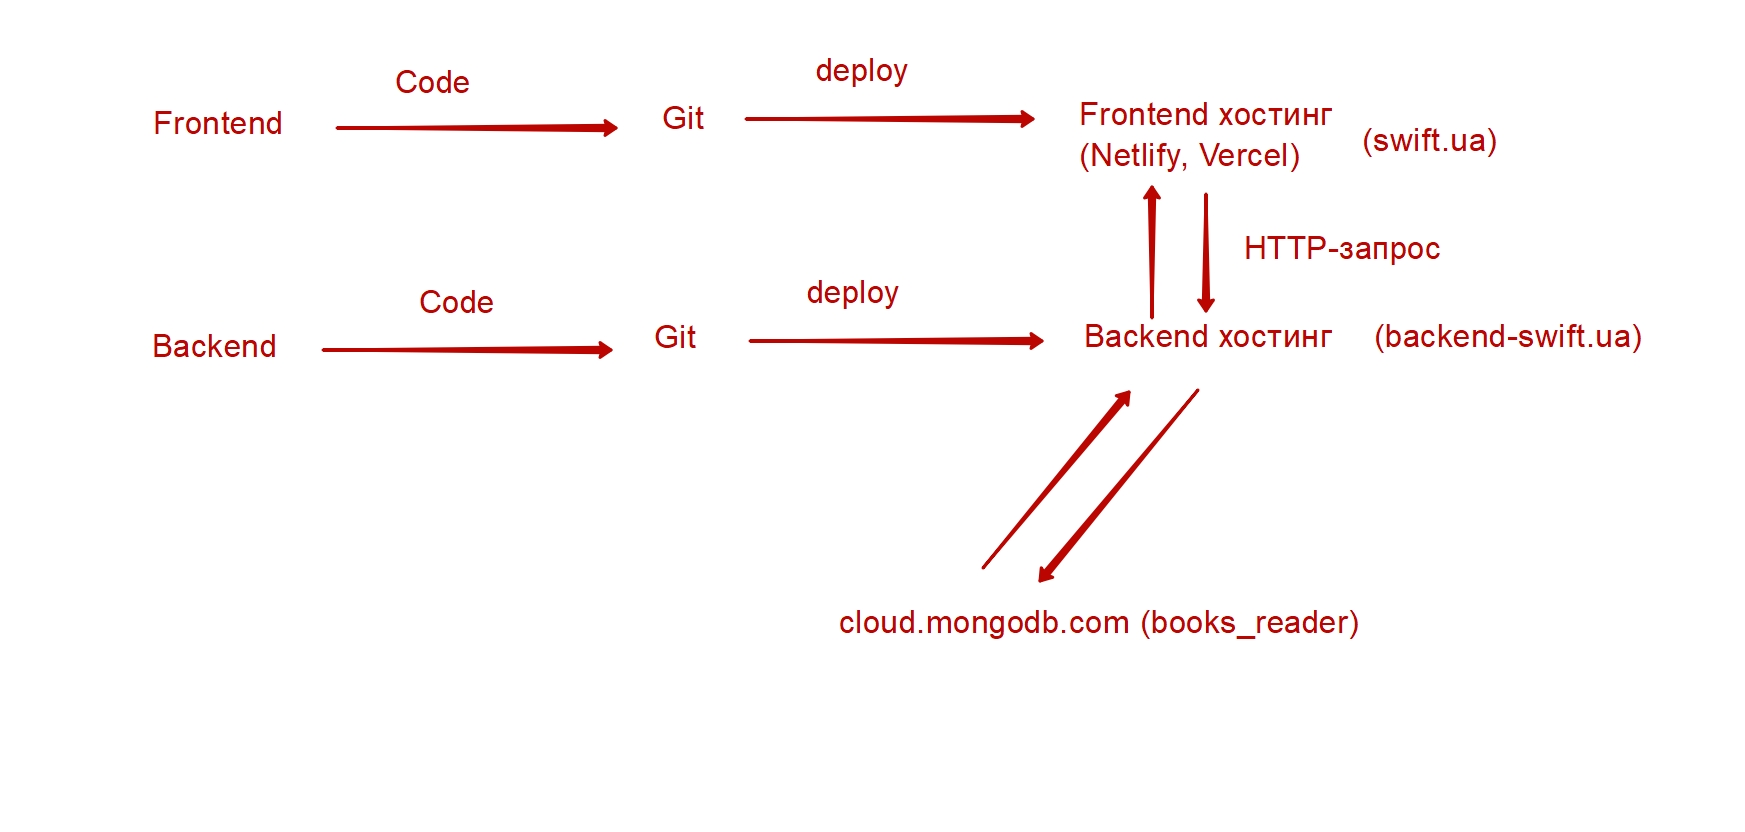 Code
deploy
Frontend
Git
Frontend хостинг
(Netlify, Vercel)
(swift.ua)
HTTP-запрос
Code
deploy
Backend
Git
Backend хостинг
(backend-swift.ua)
cloud.mongodb.com (books_reader)